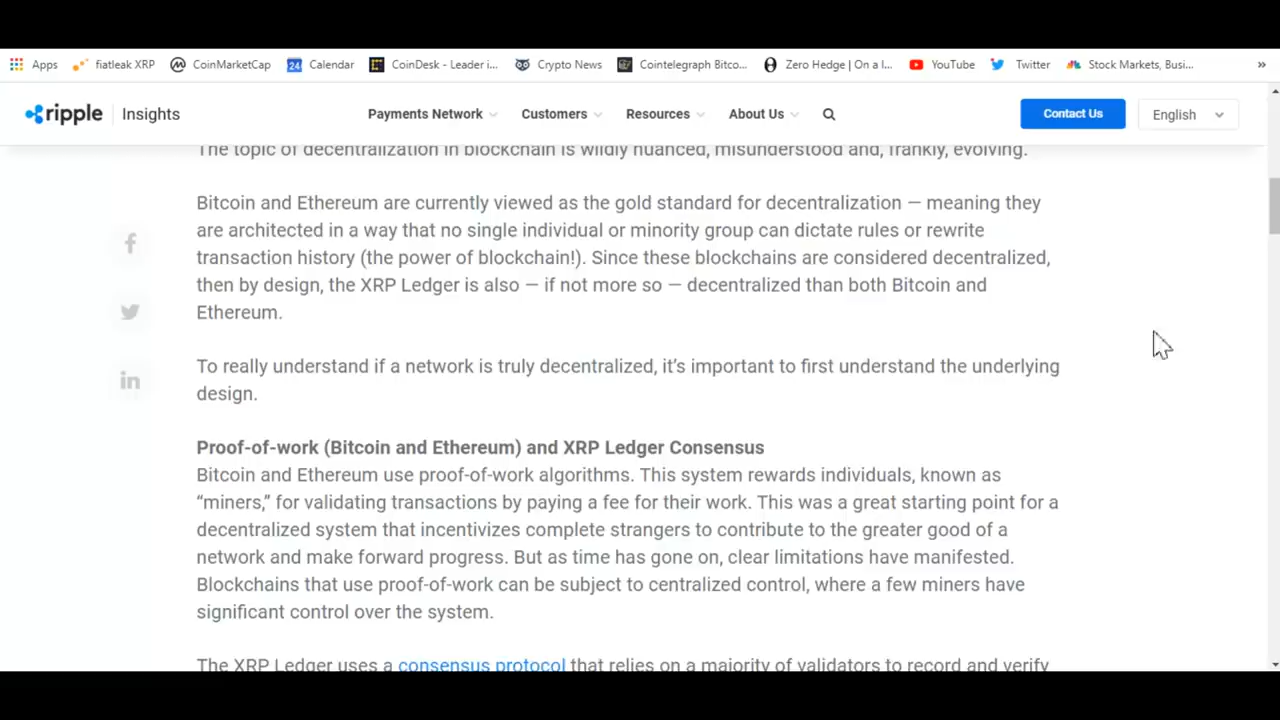 Apps fiatleak XRP CoinMarketCap 24 Calendar CoinDesk - Leader i... Crypto News Cointelegraph Bitco... Zero Hedge | On a l... YouTube Twitter Stock Markets, Busi... »
ripple Insights Payments Network Customers Resources About Us Contact Us English
The topic of decentralization in blockchain is wildly nuanced, misunderstood and, frankly, evolving.
Bitcoin and Ethereum are currently viewed as the gold standard for decentralization — meaning they
are architected in a way that no single individual or minority group can dictate rules or rewrite
transaction history (the power of blockchain!). Since these blockchains are considered decentralized,
then by design, the XRP Ledger is also — if not more so — decentralized than both Bitcoin and
Ethereum.
To really understand if a network is truly decentralized, it’s important to first understand the underlying
design.
Proof-of-work (Bitcoin and Ethereum) and XRP Ledger Consensus
Bitcoin and Ethereum use proof-of-work algorithms. This system rewards individuals, known as
“miners,” for validating transactions by paying a fee for their work. This was a great starting point for a
decentralized system that incentivizes complete strangers to contribute to the greater good of a
network and make forward progress. But as time has gone on, clear limitations have manifested.
Blockchains that use proof-of-work can be subject to centralized control, where a few miners have
significant control over the system.
The XRP Ledger uses a consensus protocol that relies on a majority of validators to record and verify